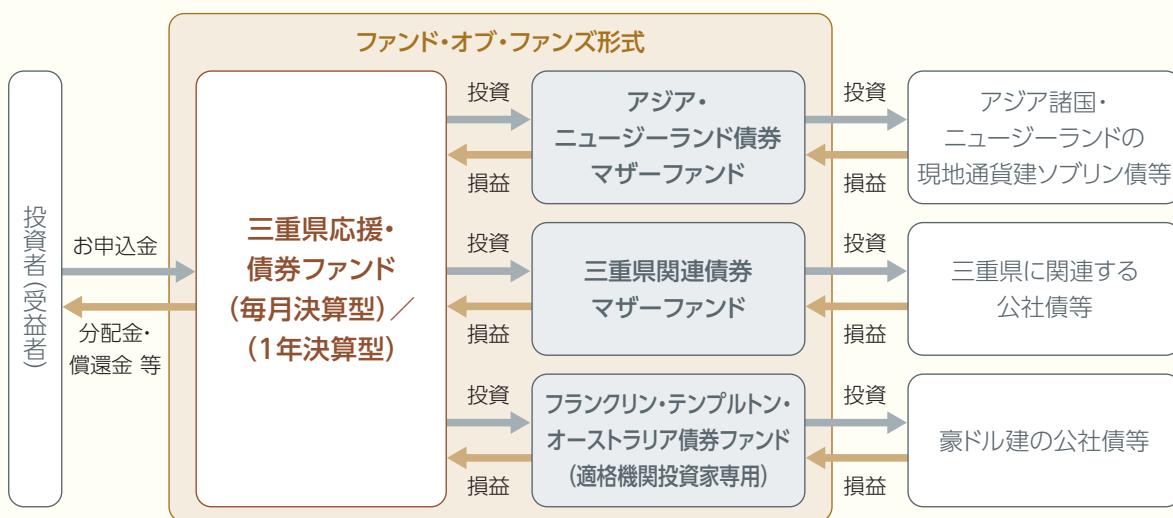 ファンド・オブ・ファンズ形式
投資者(受益者)
お申込金
分配金・
償還金 等
三重県応援・
債券ファンド
(毎月決算型)／
(1年決算型)
投資
損益
アジア・
ニュージーランド債券
マザーファンド
投資
損益
アジア諸国・
ニュージーランドの
現地通貨建ソブリン債等
投資
損益
三重県関連債券
マザーファンド
投資
損益
三重県に関連する
公社債等
投資
損益
フランクリン・テンプルトン・
オーストラリア債券ファンド
(適格機関投資家専用)
投資
損益
豪ドル建の公社債等